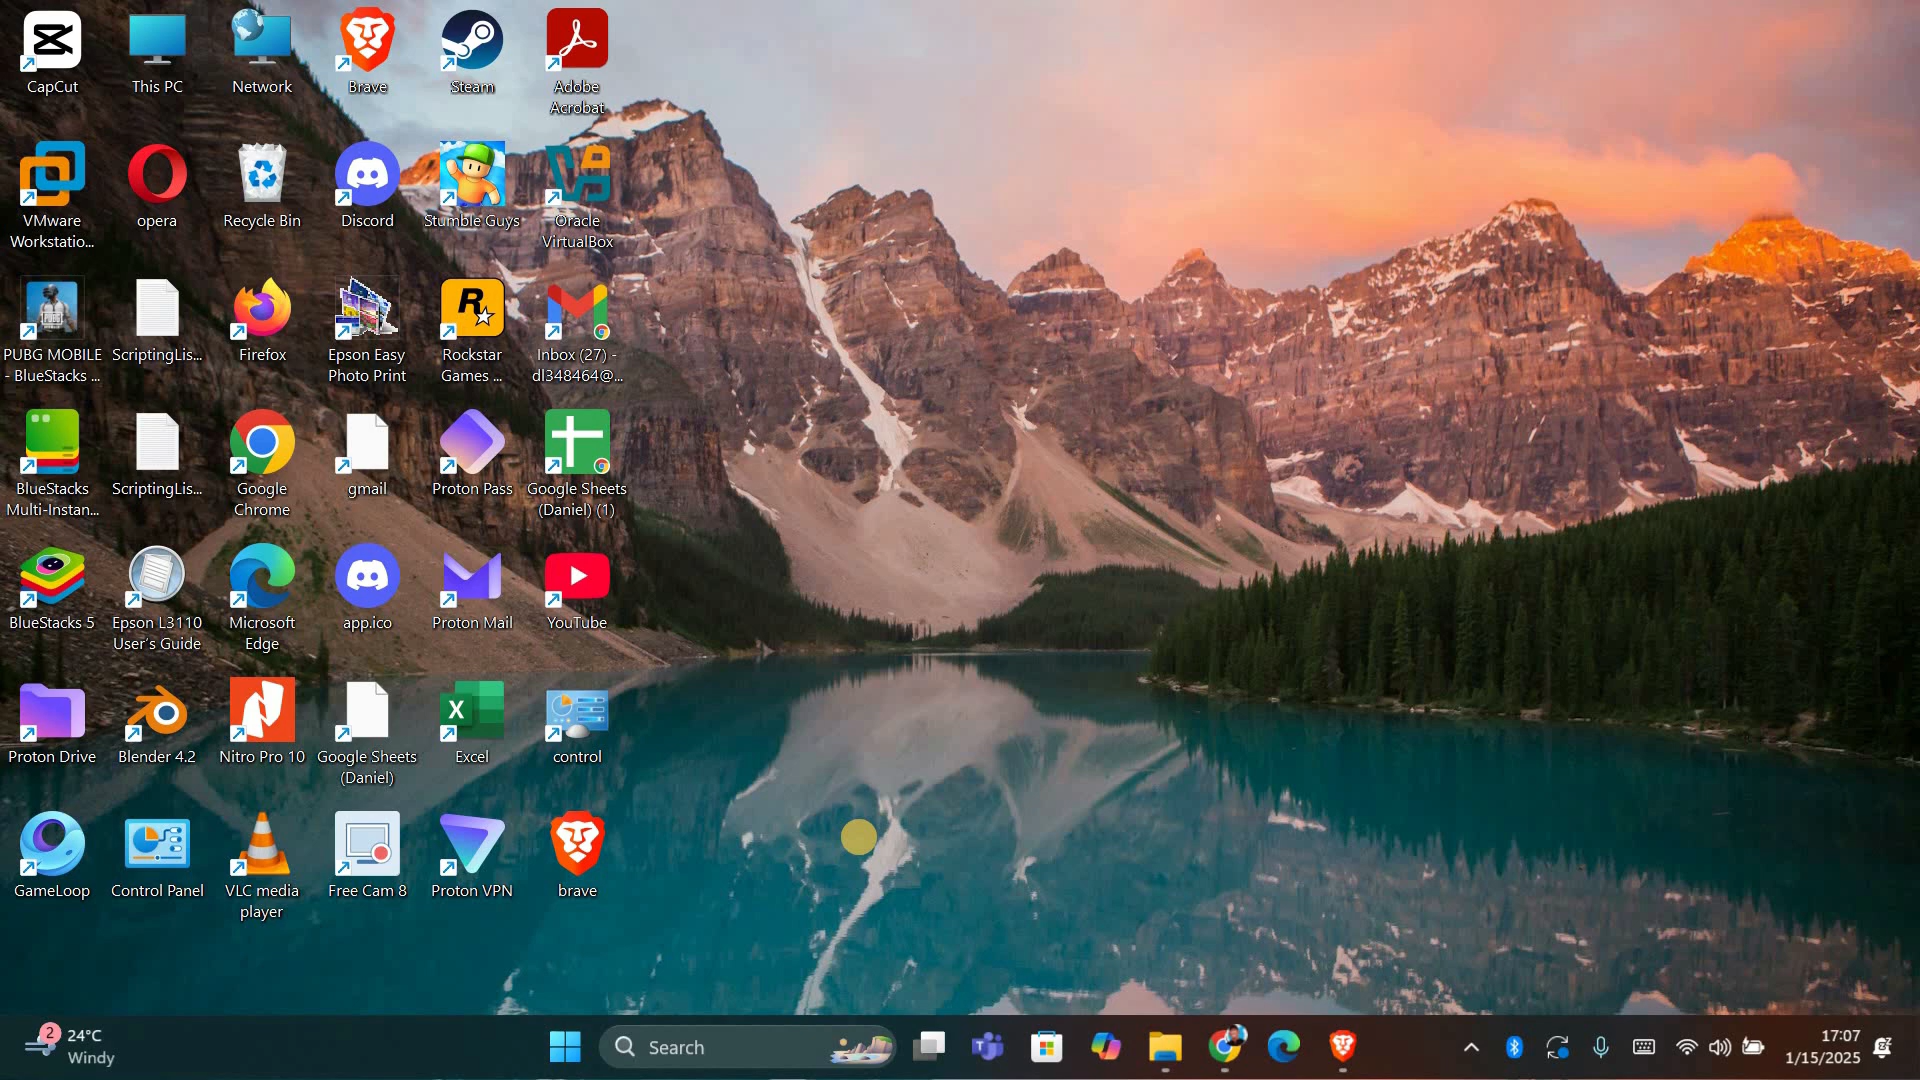 CapCut
This PC
Network
Brave
Steam
Adobe
Acrobat
VMware
Workstatio...
opera
Recycle Bin
Discord
Stumble Guys
Oracle
VirtualBox
PUBG MOBILE
- BlueStacks ...
ScriptingLis...
Firefox
Epson Easy
Photo Print
Rockstar
Games ...
Inbox (27) -
dl348464@...
BlueStacks
Multi-Instan...
ScriptingLis...
Google
Chrome
gmail
Proton Pass
Google Sheets
(Daniel) (1)
BlueStacks 5
Epson L3110
User's Guide
Microsoft
Edge
app.ico
Proton Mail
YouTube
Proton Drive
Blender 4.2
Nitro Pro 10
Google Sheets
(Daniel)
Excel
control
GameLoop
Control Panel
VLC media
player
Free Cam 8
Proton VPN
brave
2
24°C
Windy
Search
17:07
1/15/2025